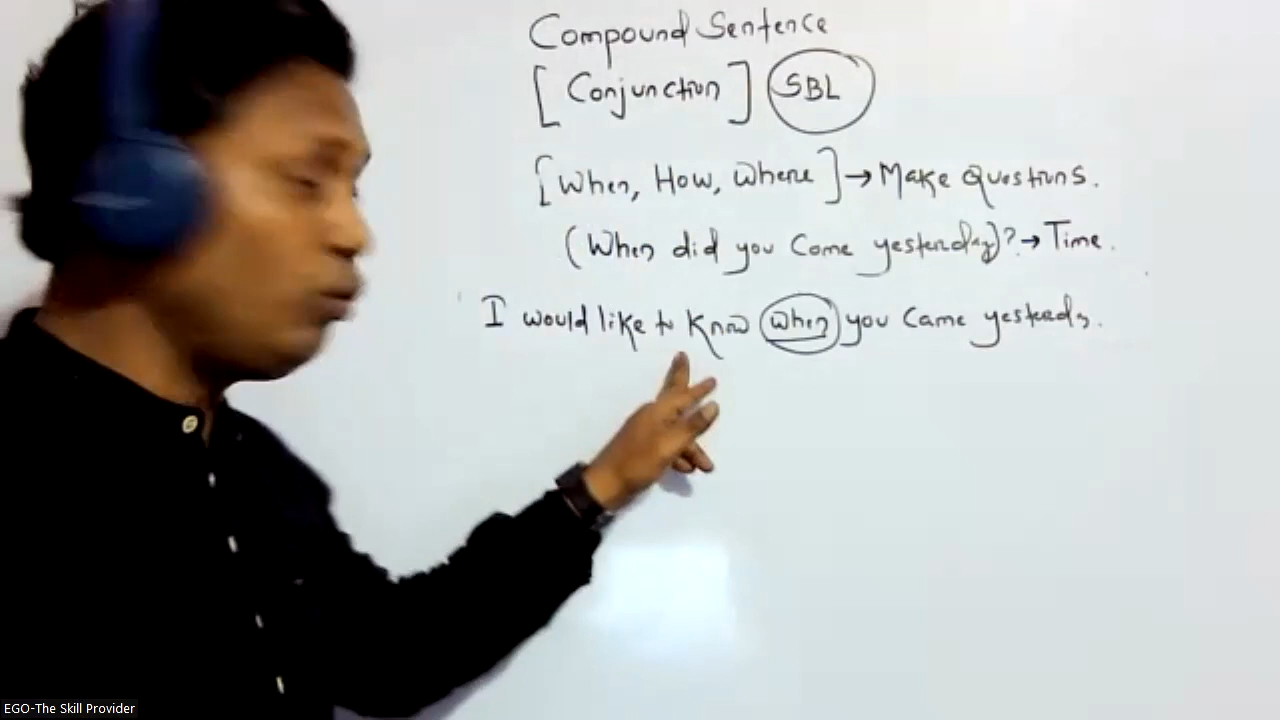 Compound Sentence
[Conjunction] SBL
[When, How, Where] → Make Questions.
(When did you Come yesterday)? → Time.
I would like to know when you Came yesterday.
EGO-The Skill Provider